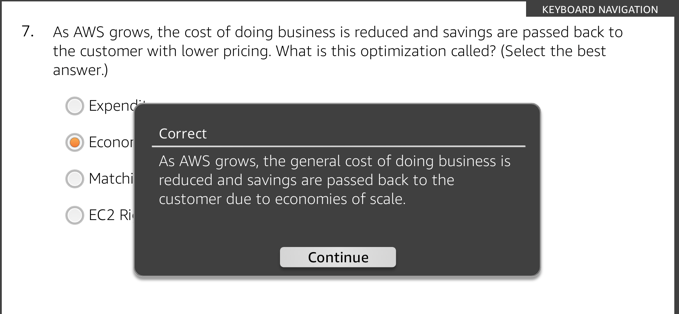 KEYBOARD NAVIGATION
7. As AWS grows, the cost of doing business is reduced and savings are passed back to
the customer with lower pricing. What is this optimization called? (Select the best
answer.)
Correct
As AWS grows, the general cost of doing business is
reduced and savings are passed back to the
customer due to economies of scale.
EC2
Continue